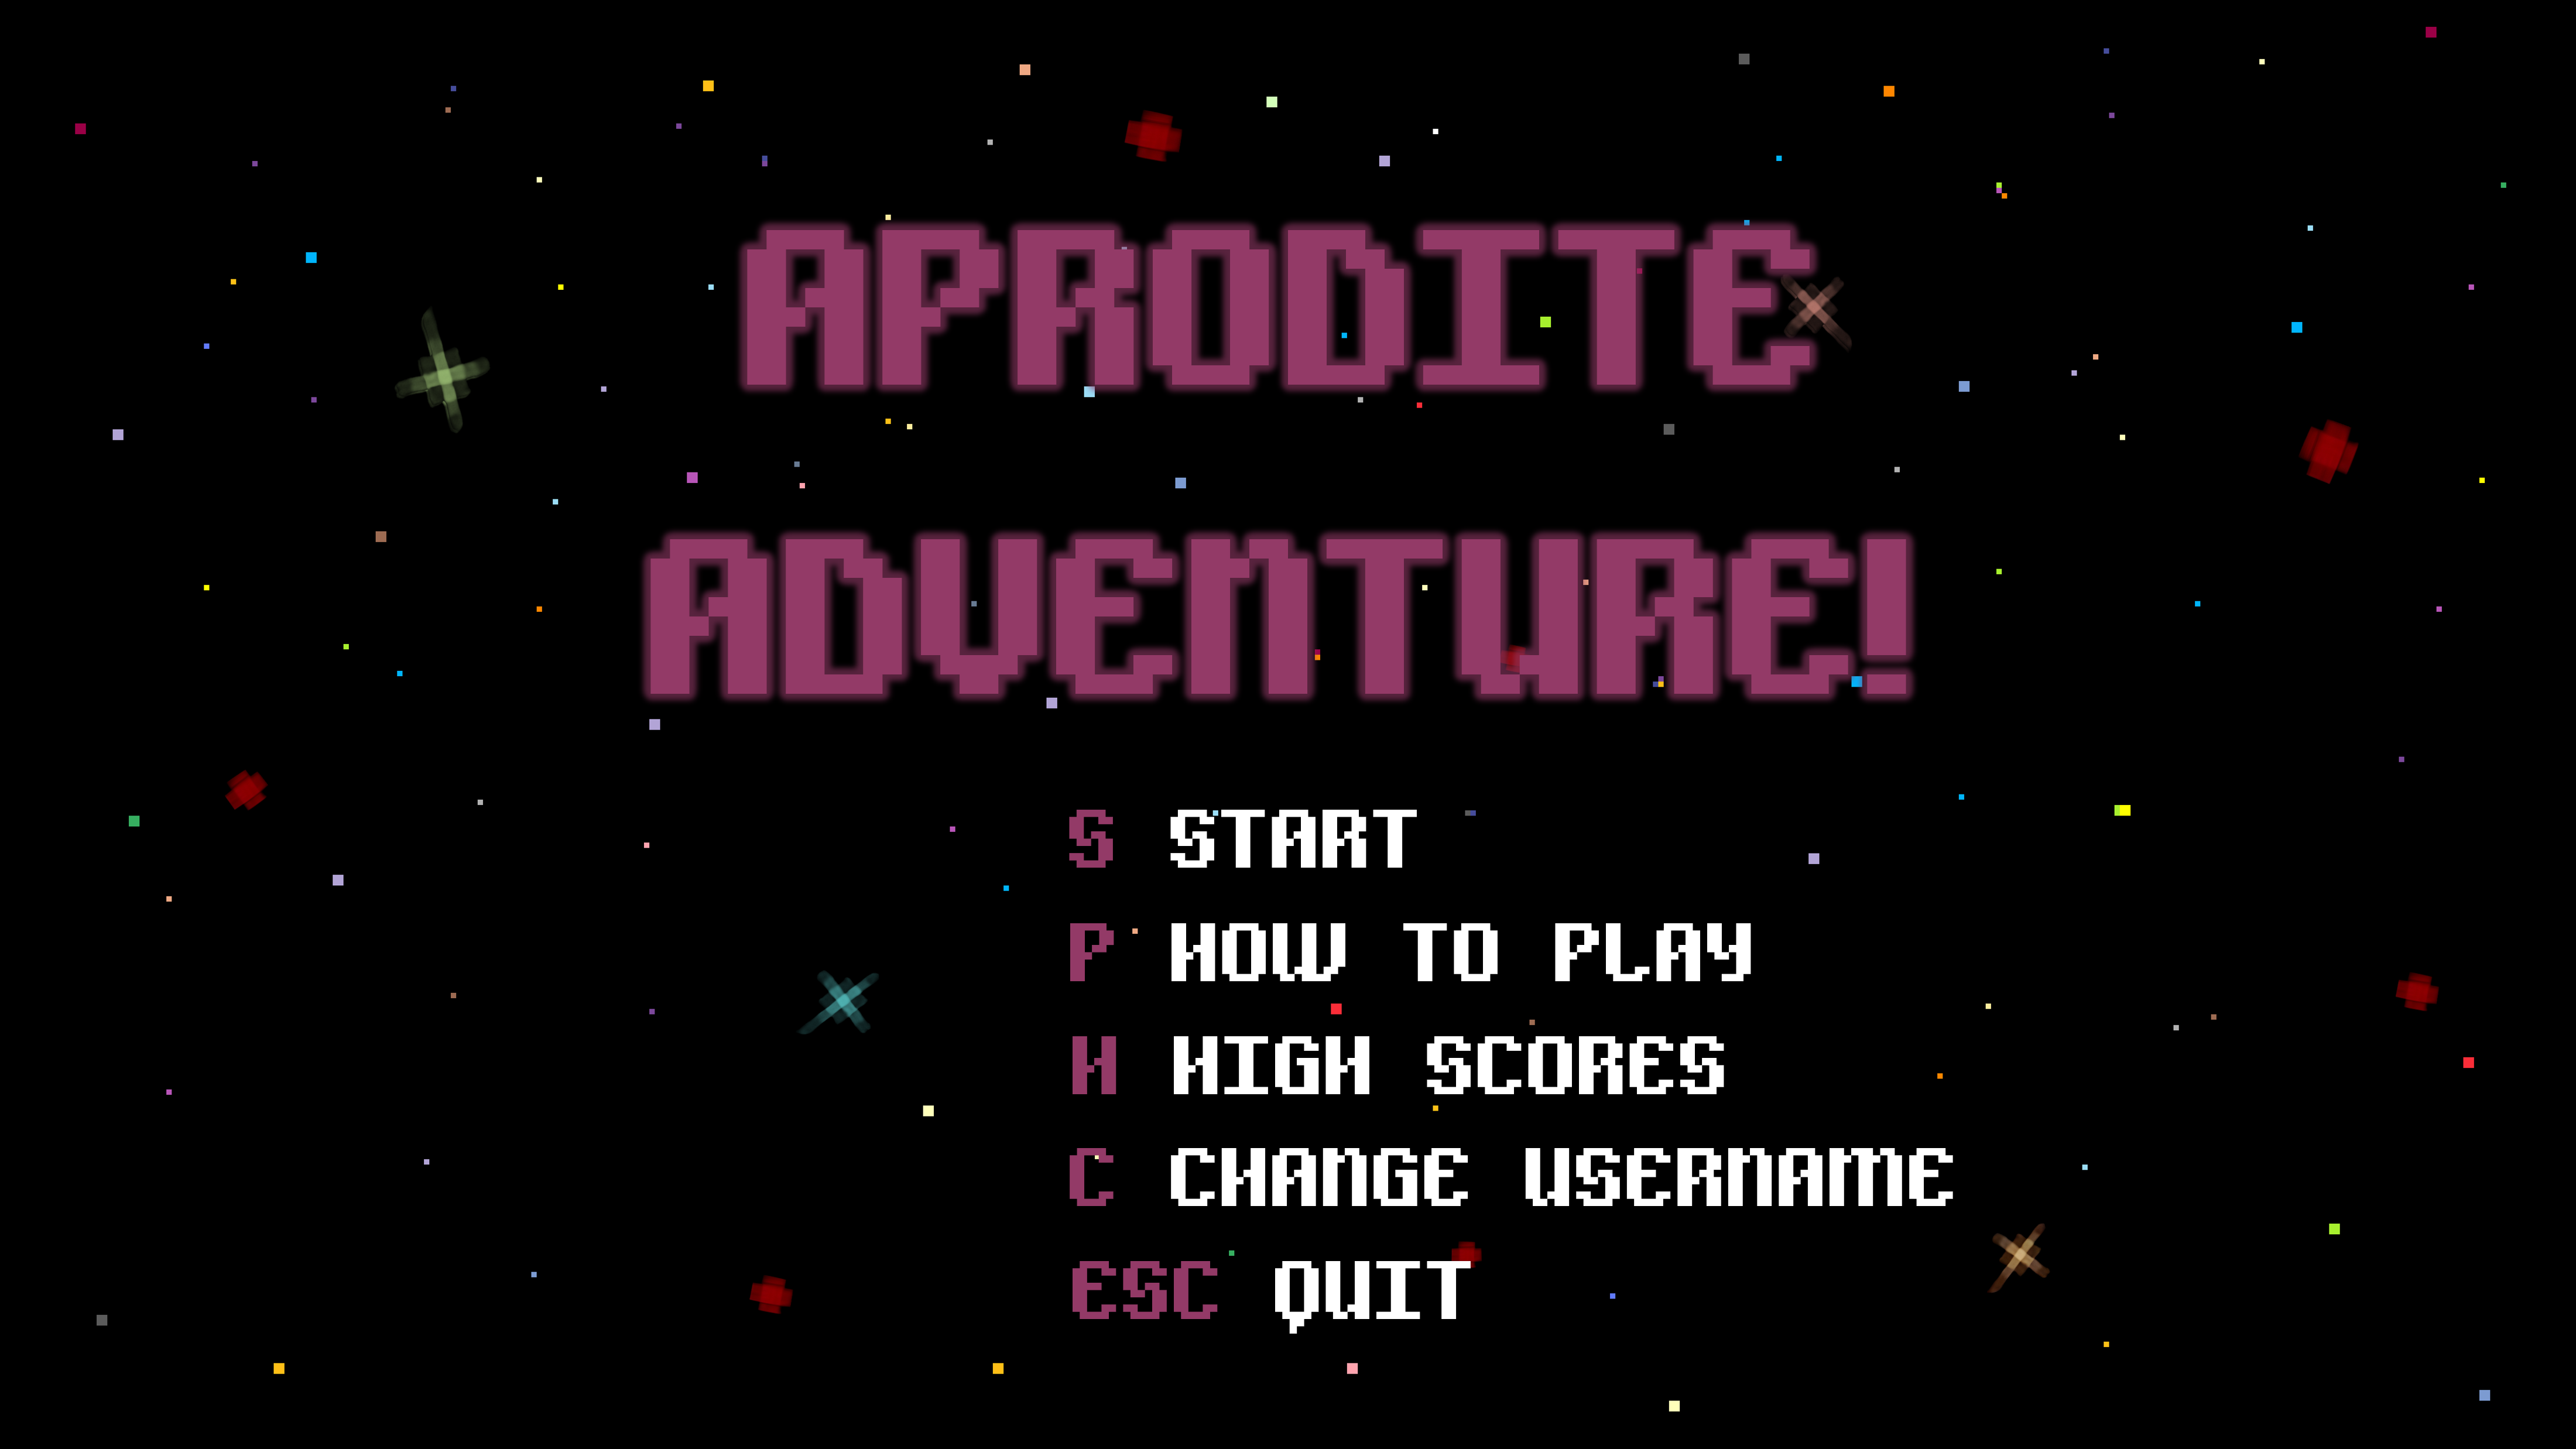 APRODITE
ADVENTURE!
S START
P HOW TO PLAY
H HIGH SCORES
C CHANGE USERNAME
ESC QUIT